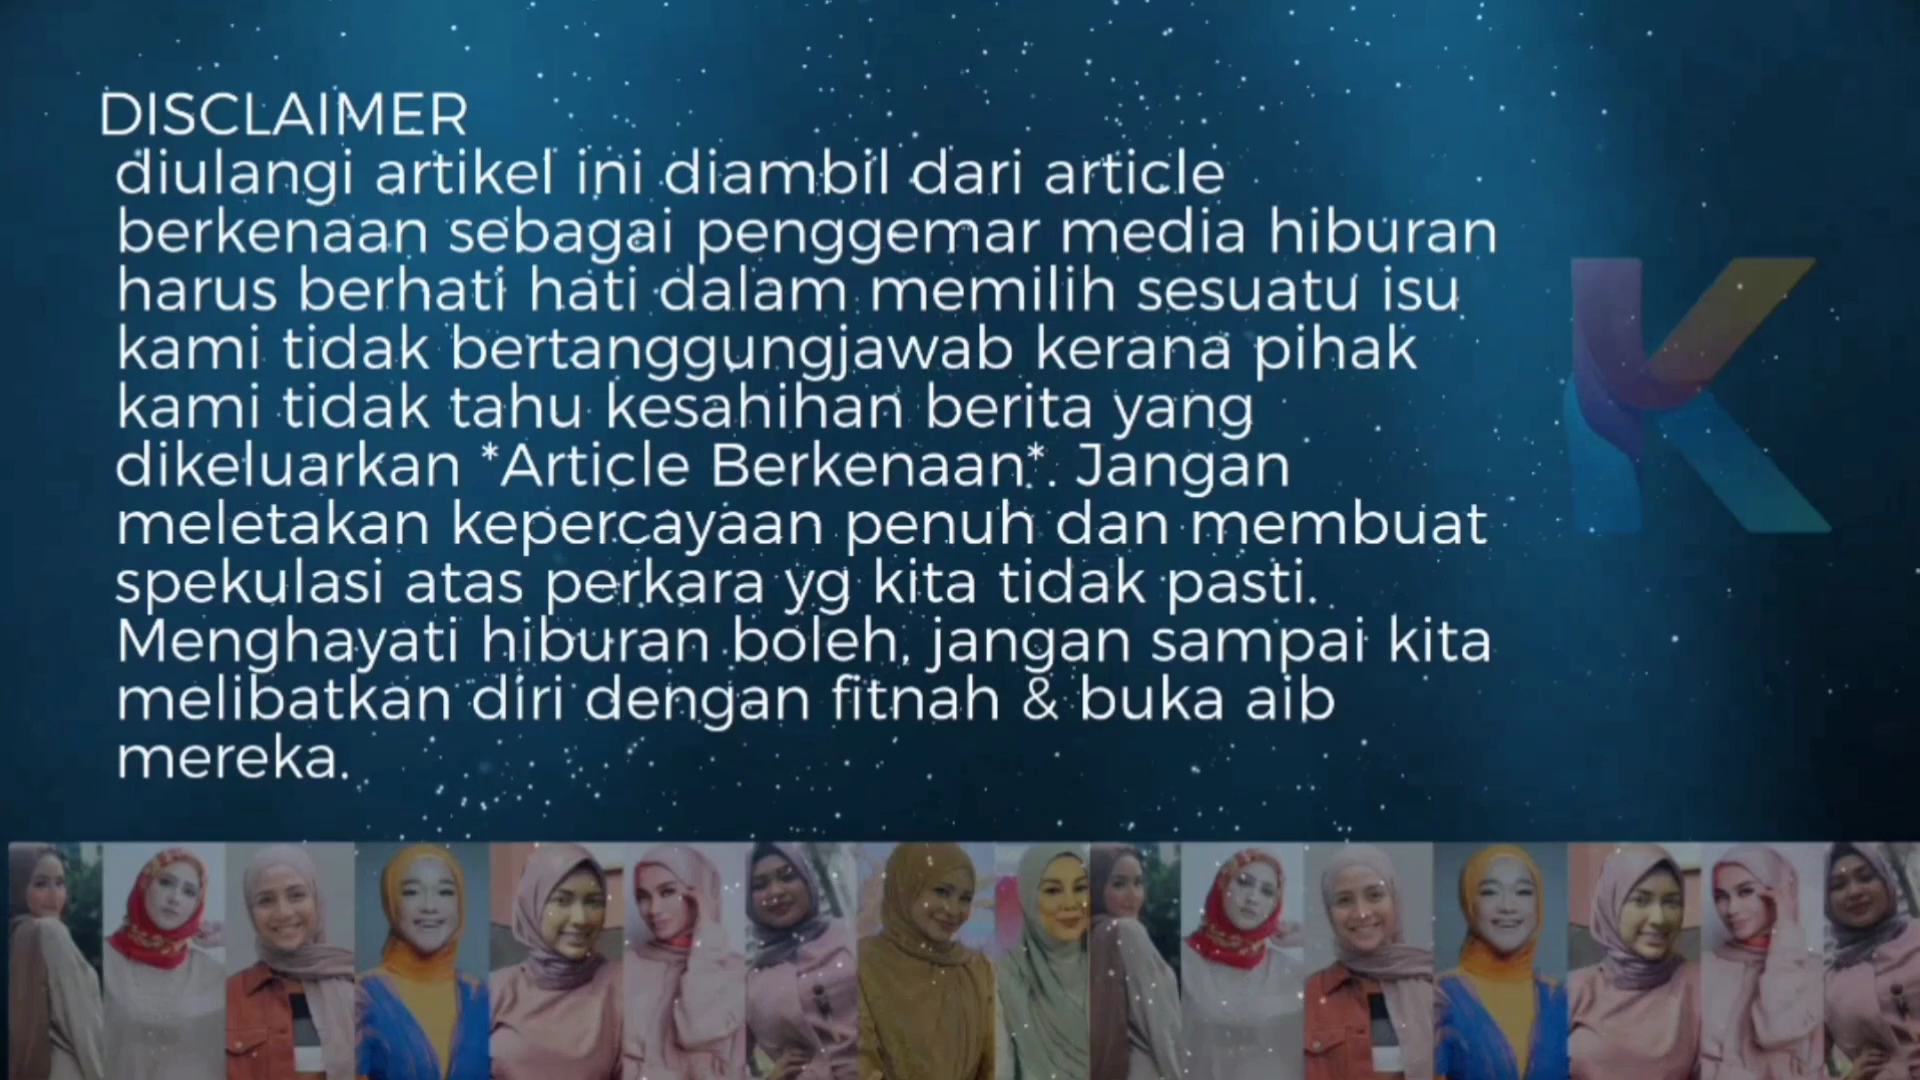 DISCLAIMER
diulangi artikel ini diambil dari article
berkenaan sebagai penggemar media hiburan
harus berhati hati dalam memilih sesuatu isu
kami tidak bertanggungjawab kerana pihak
kami tidak tahu kesahihan berita yang
dikeluarkan *Article Berkenaan*. Jangan
meletakan kepercayaan penuh dan membuat
spekulasi atas perkara yg kita tidak pasti.
Menghayati hiburan boleh, jangan sampai kita
melibatkan diri dengan fitnah & buka aib
mereka.
K